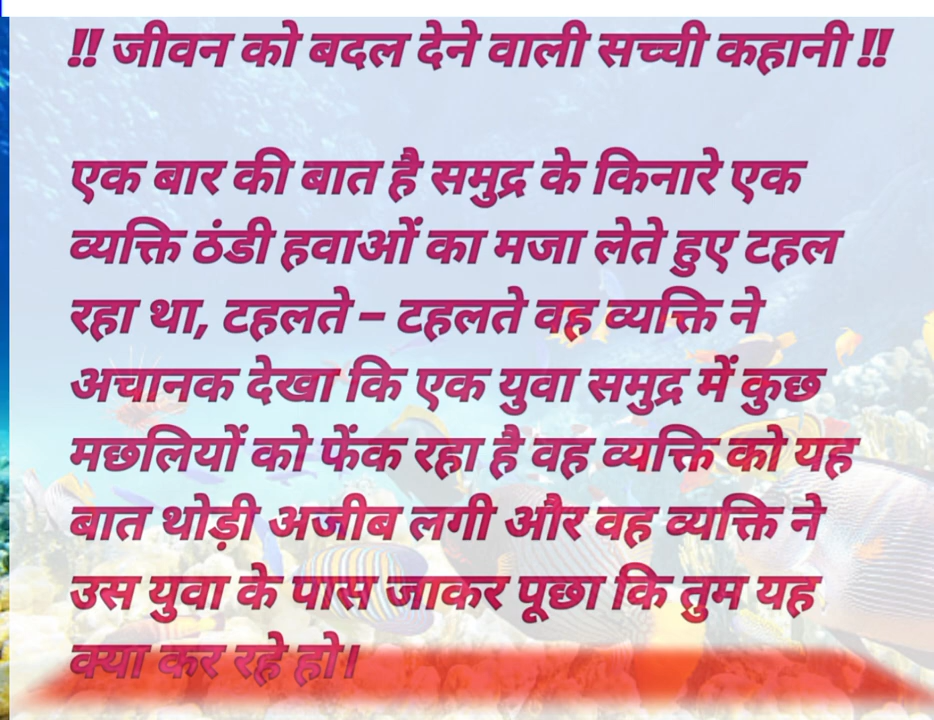 !! जीवन को बदल देने वाली सच्ची कहानी !!
एक बार की बात है समुद्र के किनारे एक
व्यक्ति ठंडी हवाओं का मजा लेते हुए टहल
रहा था, टहलते – टहलते वह व्यक्ति ने
अचानक देखा कि एक युवा समुद्र में कुछ
मछलियों को फेंक रहा है वह व्यक्ति को यह
बात थोड़ी अजीब लगी और वह व्यक्ति ने
उस युवा के पास जाकर पूछा कि तुम यह
क्या कर रहे हो।